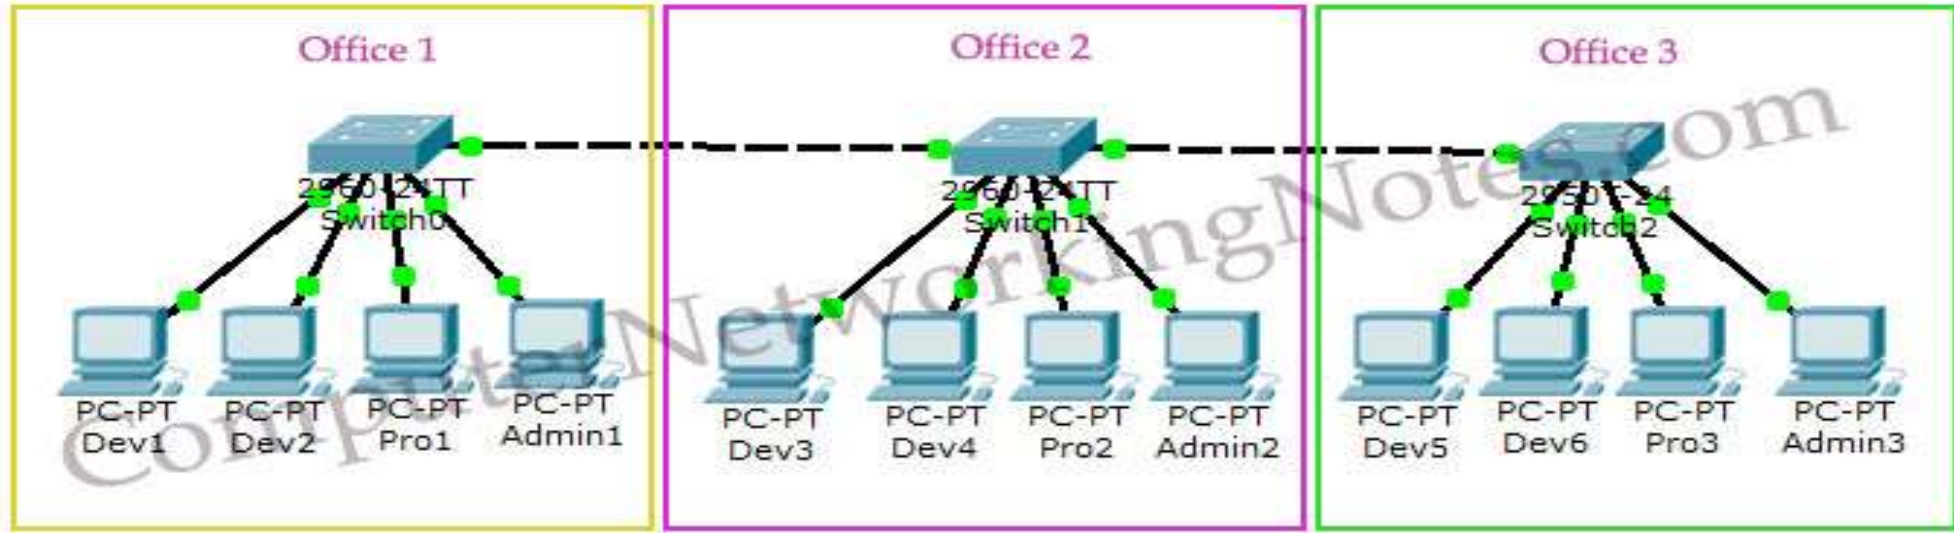 Office 1
Office 2
Office 3
2960-24TT
Switch0
2960-24TT
Switch1
2950T-24
Switch2
PC-PT
Dev1
PC-PT
Dev2
PC-PT
Pro1
PC-PT
Admin1
PC-PT
Dev3
PC-PT
Dev4
PC-PT
Pro2
PC-PT
Admin2
PC-PT
Dev5
PC-PT
Dev6
PC-PT
Pro3
PC-PT
Admin3
ComputerNetworkingNotes.com